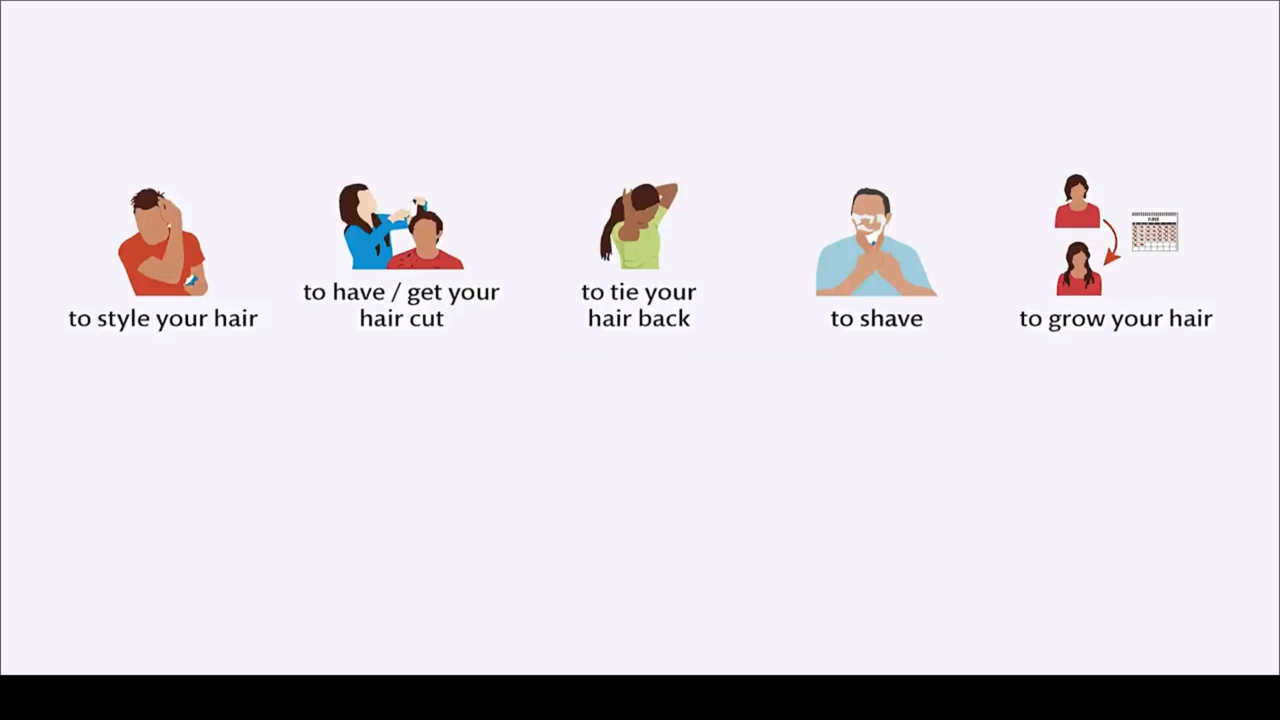 to style your hair
to have / get your
hair cut
to tie your
hair back
to shave
to grow your hair